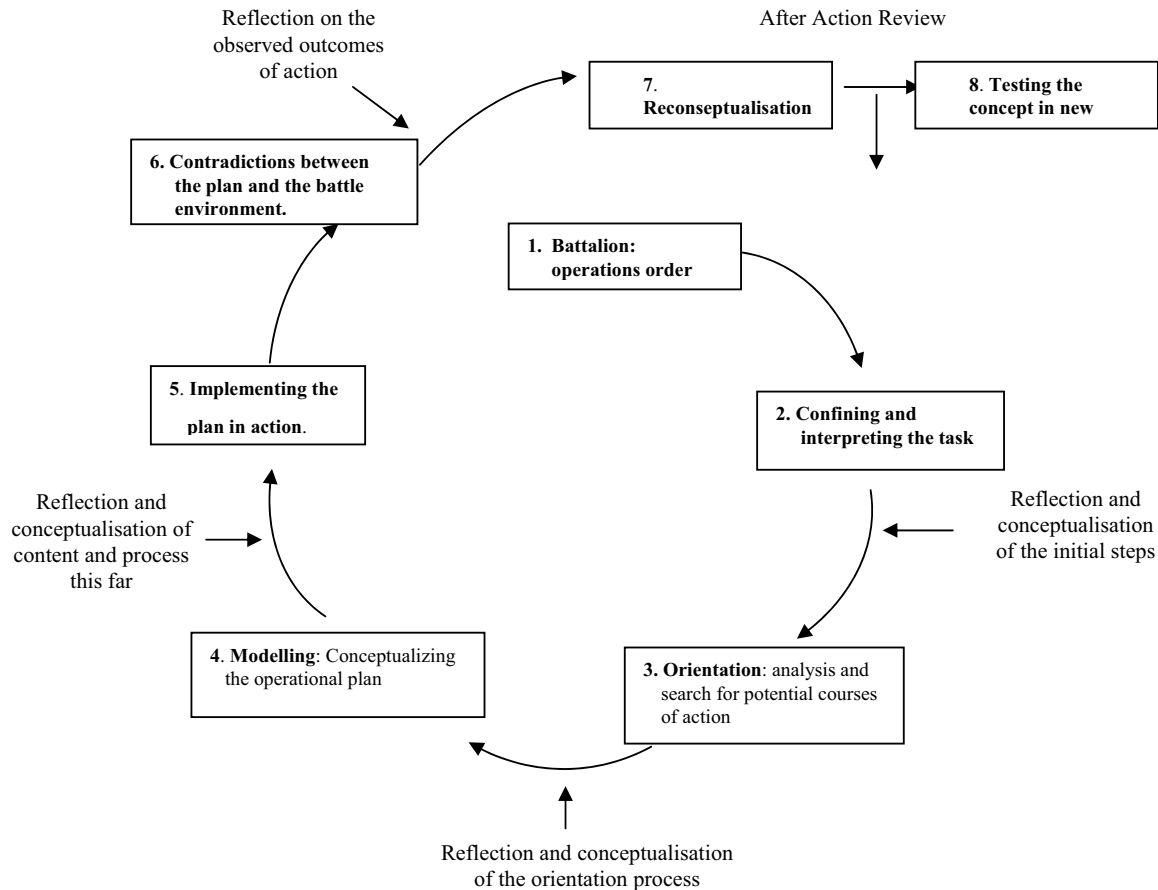 Reflection on the
observed outcomes
of action
After Action Review
7.
Reconseptualisation
8. Testing the
concept in new
6. Contradictions between
the plan and the battle
environment.
1. Battalion:
operations order
5. Implementing the
plan in action.
2. Confining and
interpreting the task
Reflection and
conceptualisation of
content and process
this far
Reflection and
conceptualisation
of the initial steps
4. Modelling: Conceptualizing
the operational plan
3. Orientation: analysis and
search for potential courses
of action
Reflection and conceptualisation
of the orientation process